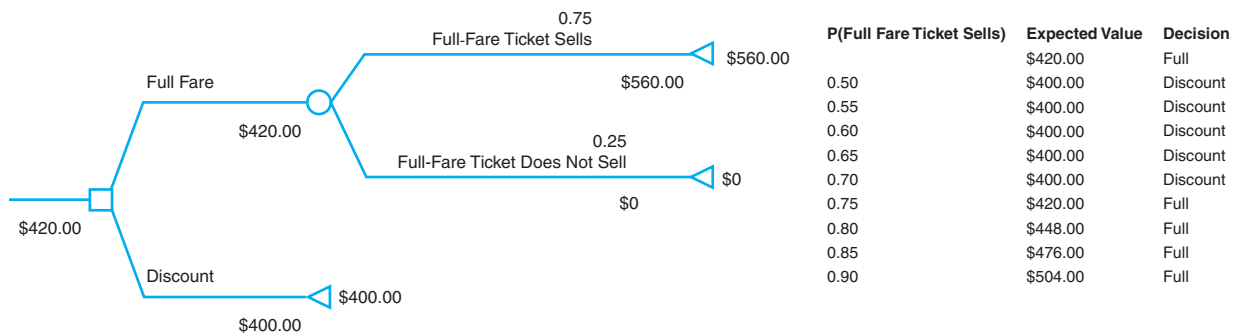 0.75
Full-Fare Ticket Sells
$560.00
$560.00
Full Fare
$420.00
0.25
Full-Fare Ticket Does Not Sell
$0
$0
$420.00
Discount
$400.00
$400.00
P(Full Fare Ticket Sells) Expected Value Decision
$420.00 Full
0.50 $400.00 Discount
0.55 $400.00 Discount
0.60 $400.00 Discount
0.65 $400.00 Discount
0.70 $400.00 Discount
0.75 $420.00 Full
0.80 $448.00 Full
0.85 $476.00 Full
0.90 $504.00 Full